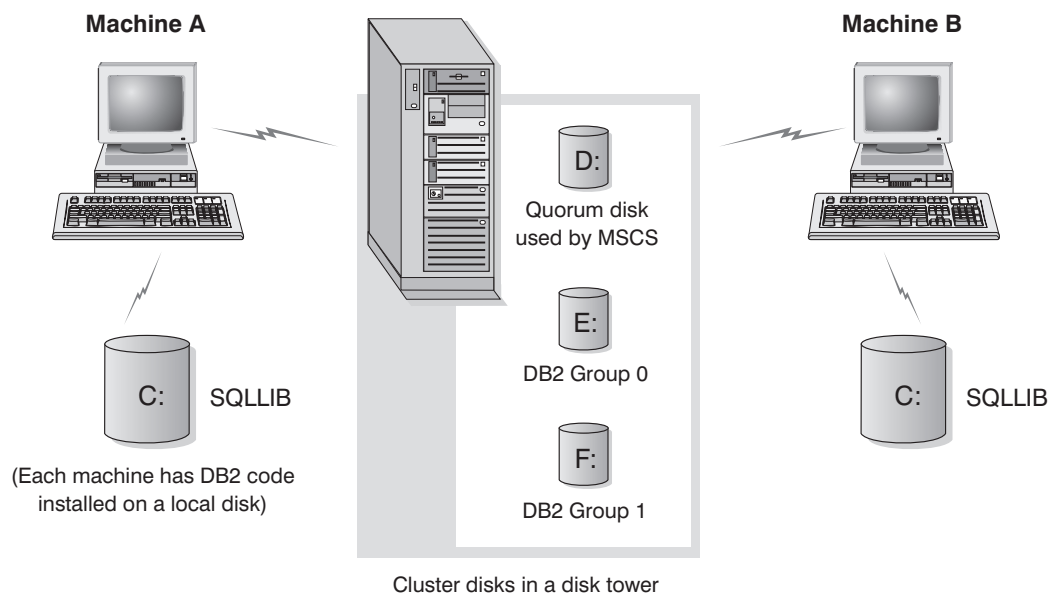 Machine A
Machine B
D:
Quorum disk
used by MSCS
E:
DB2 Group 0
C:
SQLLIB
C:
SQLLIB
F:
DB2 Group 1
(Each machine has DB2 code
installed on a local disk)
Cluster disks in a disk tower